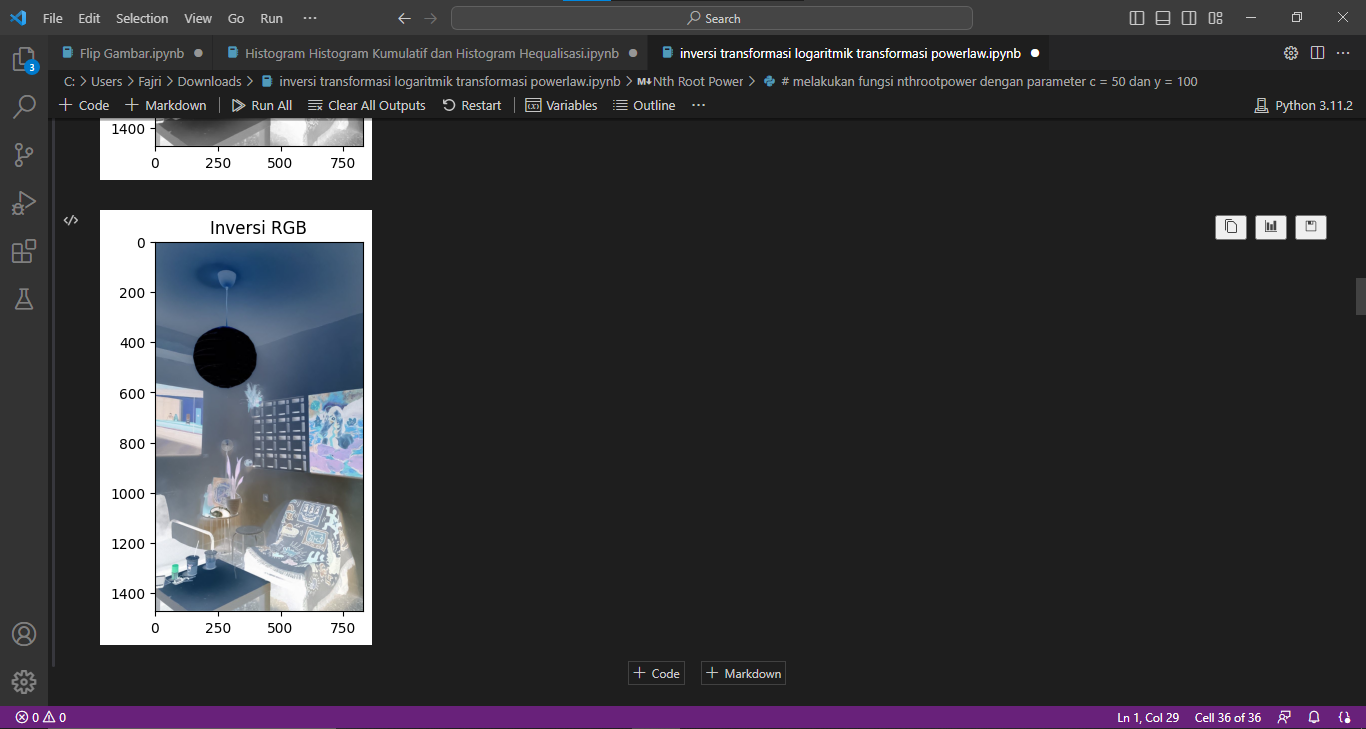 File Edit Selection View Go Run ··· Search
Flip Gambar.ipynb Histogram Histogram Kumulatif dan Histogram Hequalisasi.ipynb inversi transformasi logaritmik transformasi powerlaw.ipynb
C: > Users > Fajri > Downloads > inversi transformasi logaritmik transformasi powerlaw.ipynb > M↓Nth Root Power > # melakukan fungsi nthrootpower dengan parameter c = 50 dan y = 100
+ Code + Markdown Run All Clear All Outputs Restart Variables Outline ··· Python 3.11.2
3
1400
0 250 500 750
Inversi RGB
0
200
400
600
800
1000
1200
1400
0 250 500 750
+ Code + Markdown
0 0 Ln 1, Col 29 Cell 36 of 36